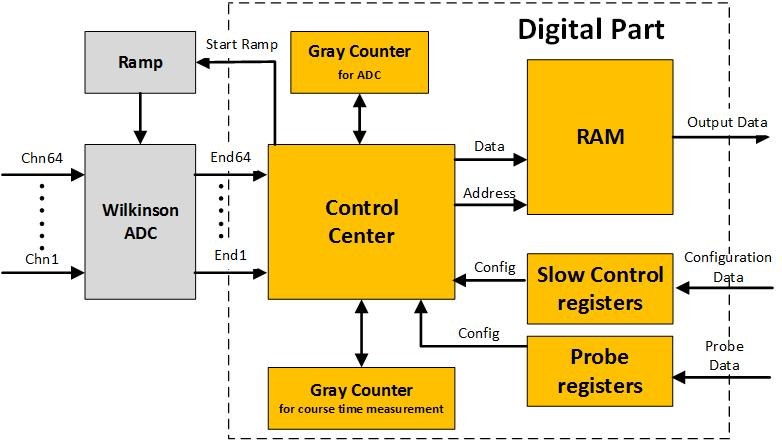 Digital Part
Start Ramp
Gray Counter
for ADC
Ramp
RAM
Output Data
Chn64
End64
Data
Wilkinson
ADC
Control
Center
Address
Chn1
End1
Config
Slow Control
registers
Configuration
Data
Config
Probe
registers
Probe
Data
Gray Counter
for course time measurement